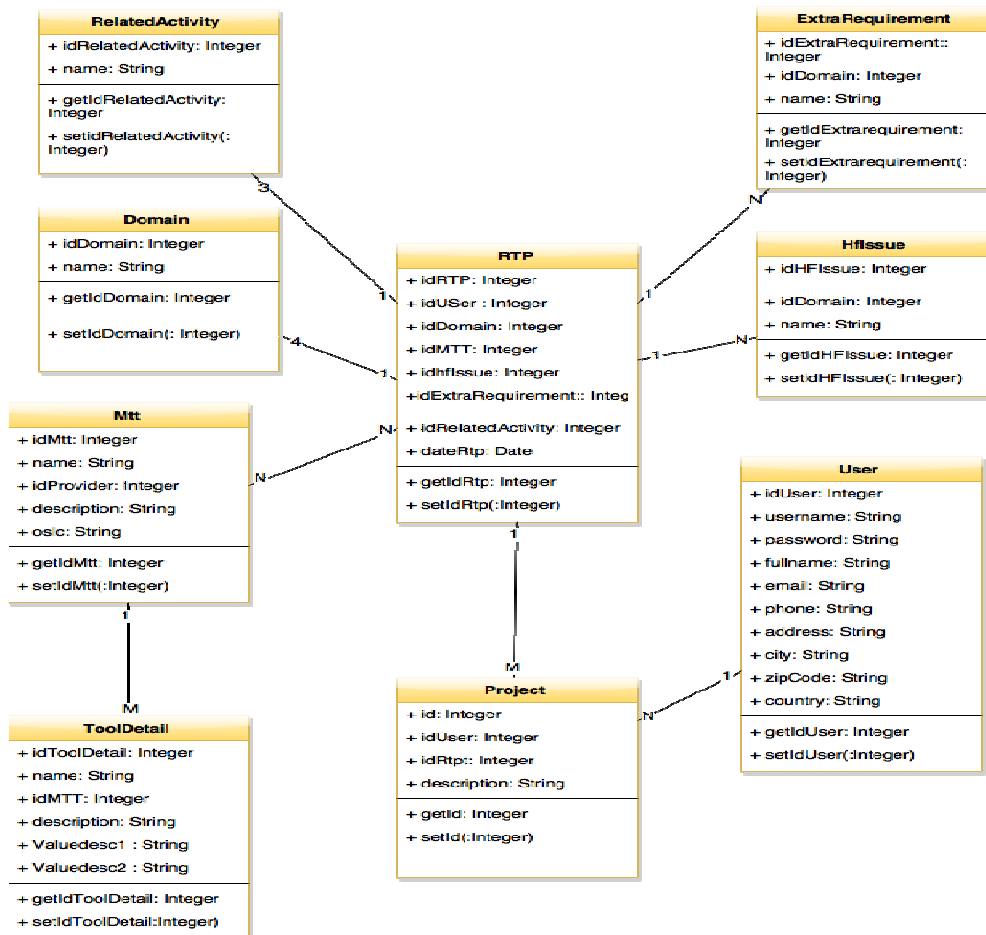 RelatedActivity
+ idRelatedActivity: Integer
+ name: String
+ getIdRelatedActivity:
Integer
+ setidRelatedActivity(:
Integer)
3
1
ExtraRequirement
+ idExtraRequirement::
Integer
+ idDomain: Integer
+ name: String
+ getIdExtrarequirement:
Integer
+ setidExtrarequirement(:
Integer)
N
1
Domain
+ idDomain: Integer
+ name: String
+ getIdDomain: Integer
+ setIdDomain(: Integer)
4
1
RTP
+ idRTP: Integer
+ idUSer : Integer
+ idDomain: Integer
+ idMTT: Integer
+ idhfIssue: Integer
+idExtraRequirement:: Integ
+ idRelatedActivity: Integer
+ dateRtp: Date
+ getIdRtp: Integer
+ setIdRtp(:Integer)
HfIssue
+ idHFIssue: Integer
+ idDomain: Integer
+ name: String
+ getIdHFIssue: Integer
+ setidHFIssue(: Integer)
1
N
Mtt
+ idMtt: Integer
+ name: String
+ idProvider: Integer
+ description: String
+ oslc: String
+ getIdMtt: Integer
+ setIdMtt(:Integer)
N
N
1
M
User
+ idUser: Integer
+ username: String
+ password: String
+ fullname: String
+ email: String
+ phone: String
+ address: String
+ city: String
+ zipCode: String
+ country: String
+ getIdUser: Integer
+ setIdUser(:Integer)
1
M
ToolDetail
+ idToolDetail: Integer
+ name: String
+ idMTT: Integer
+ description: String
+ Valuedesc1 : String
+ Valuedesc2 : String
+ getIdToolDetail: Integer
+ setIdToolDetail:Integer)
Project
+ id: Integer
+ idUser: Integer
+ idRtpt: Integer
+ description: String
+ getId: Integer
+ setId(:Integer)
N
1